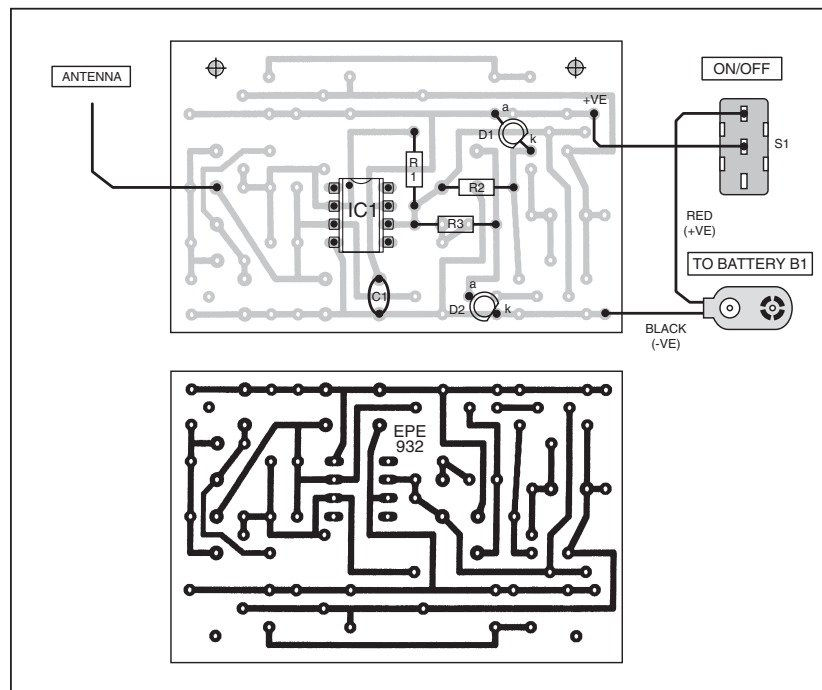 ANTENNA
ON/OFF
+VE
a
D1
k
S1
R
1
IC1
R2
R3
RED
(+VE)
TO BATTERY B1
a
C1
D2
k
BLACK
(-VE)
EPE
932